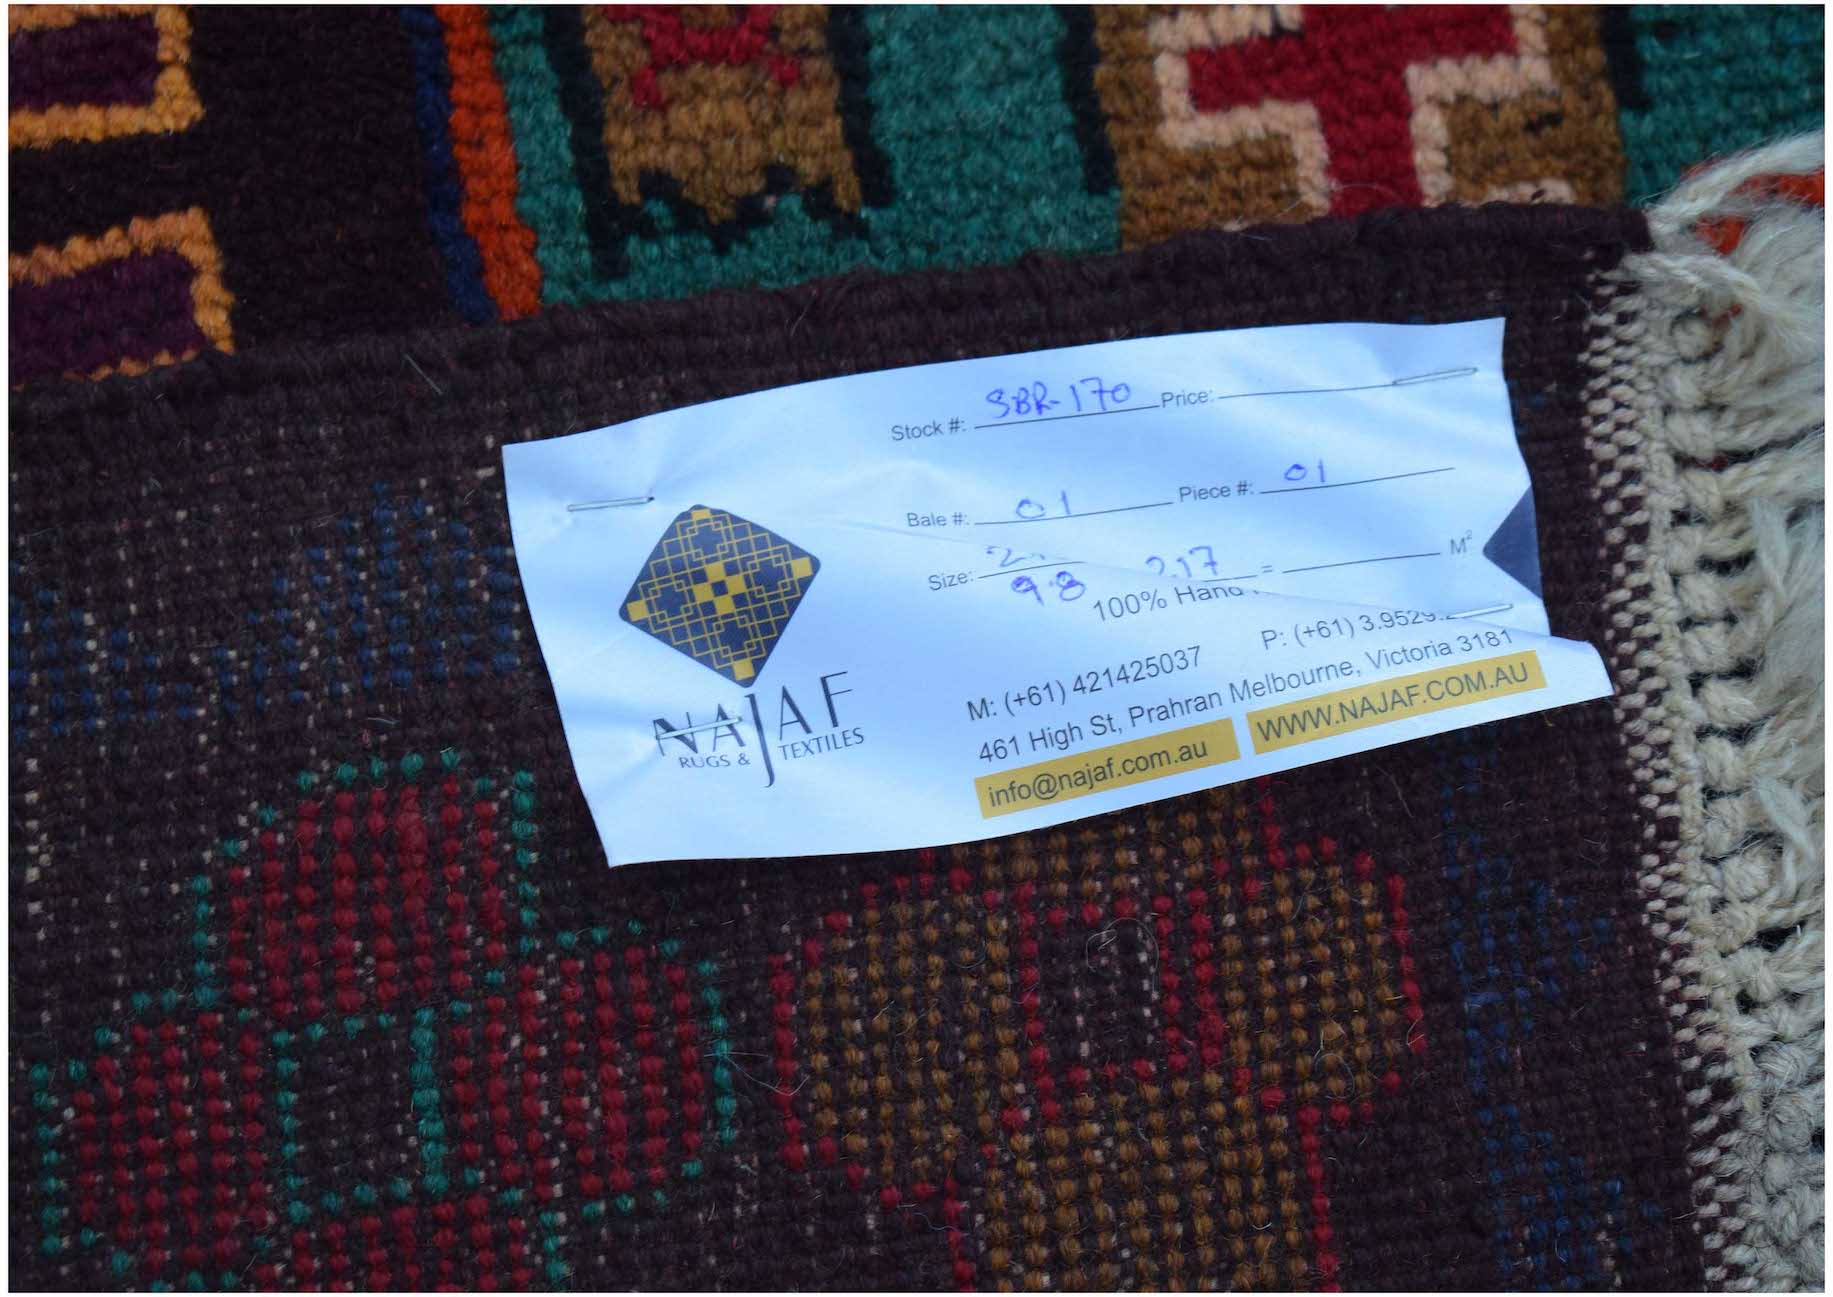 Stock #: SBR-170 Price:
Bale #: 01 Piece #: 01
Size: 9.8 2.17 = M²
100%
M: (+61) 421425037 P: (+61) 3.9529.
461 High St, Prahran Melbourne, Victoria 3181
info@najaf.com.au WWW.NAJAF.COM.AU
NAJAF
RUGS & TEXTILES